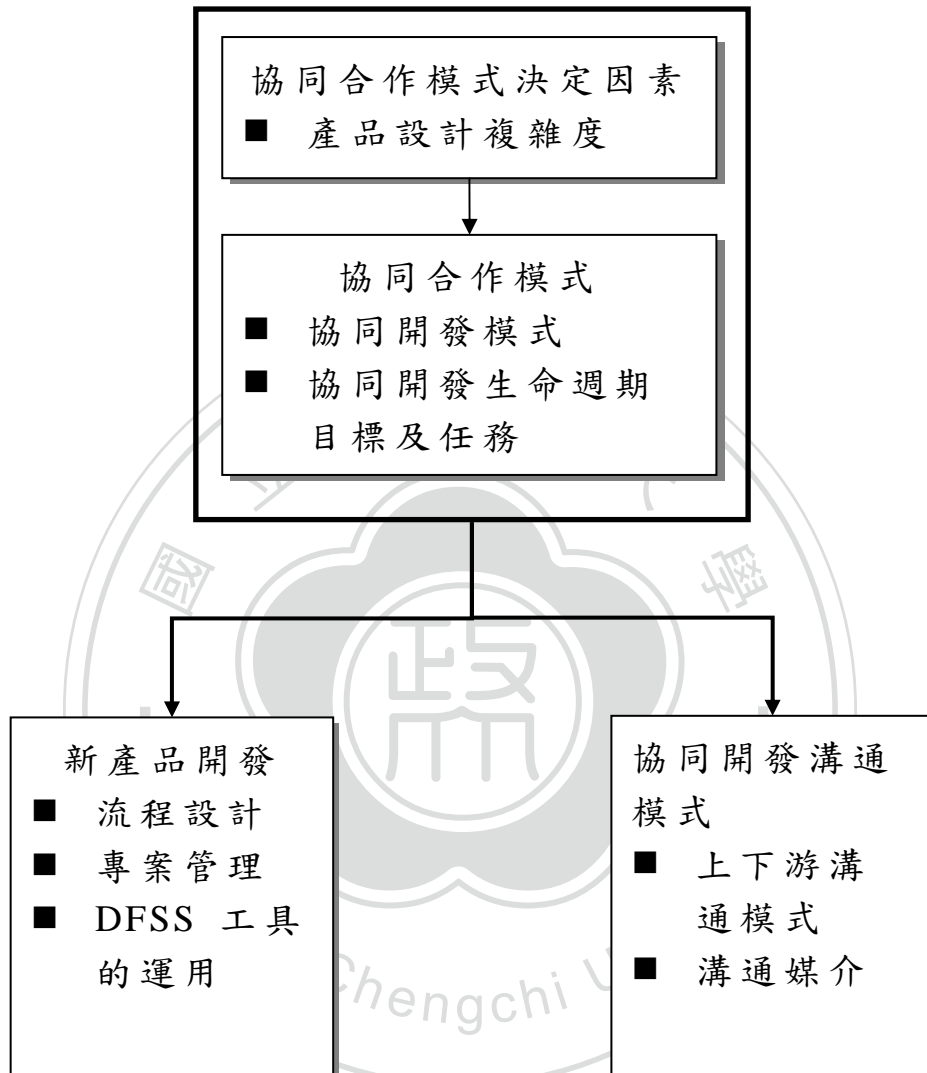 協同合作模式決定因素
■ 產品設計複雜度
協同合作模式
■ 協同開發模式
■ 協同開發生命週期
目標及任務
國
學
政
新產品開發
■ 流程設計
■ 專案管理
■ DFSS 工具
的運用
協同開發溝通
模式
■ 上下游溝
通模式
■ 溝通媒介
Chengchi U